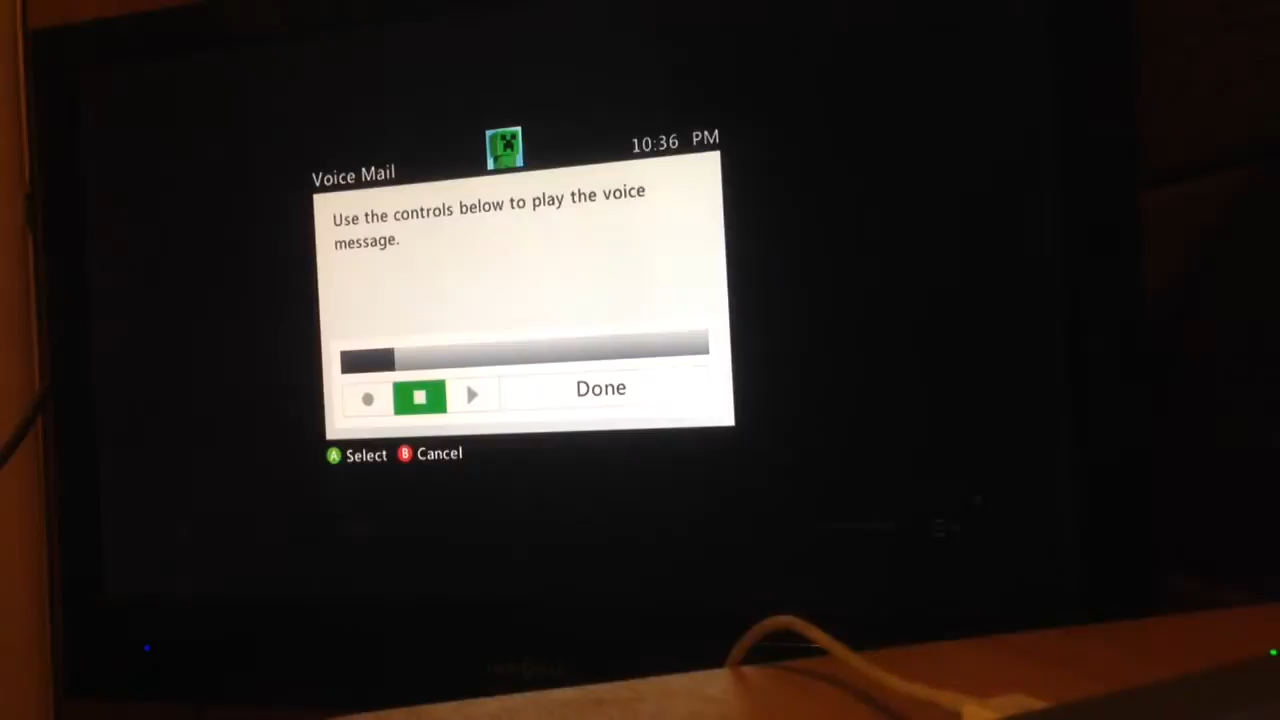 Voice Mail
10:36 PM
Use the controls below to play the voice
message.
Done
A Select B Cancel